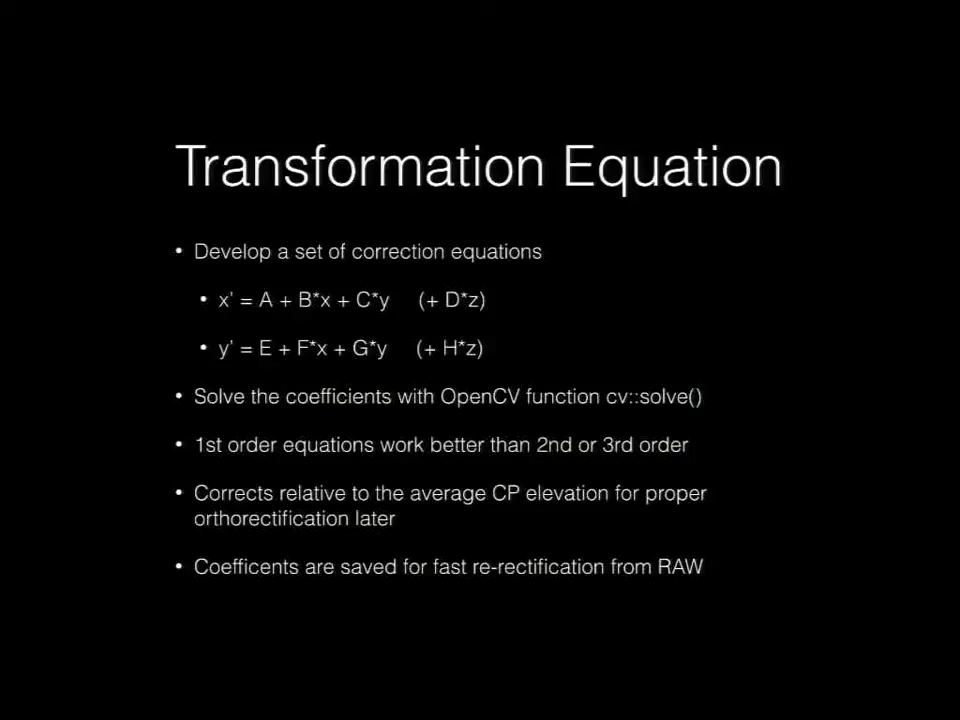 Transformation Equation
• Develop a set of correction equations
• x' = A + B*x + C*y (+ D*z)
• y' = E + F*x + G*y (+ H*z)
• Solve the coefficients with OpenCV function cv::solve()
• 1st order equations work better than 2nd or 3rd order
• Corrects relative to the average CP elevation for proper
orthorectification later
• Coefficents are saved for fast re-rectification from RAW